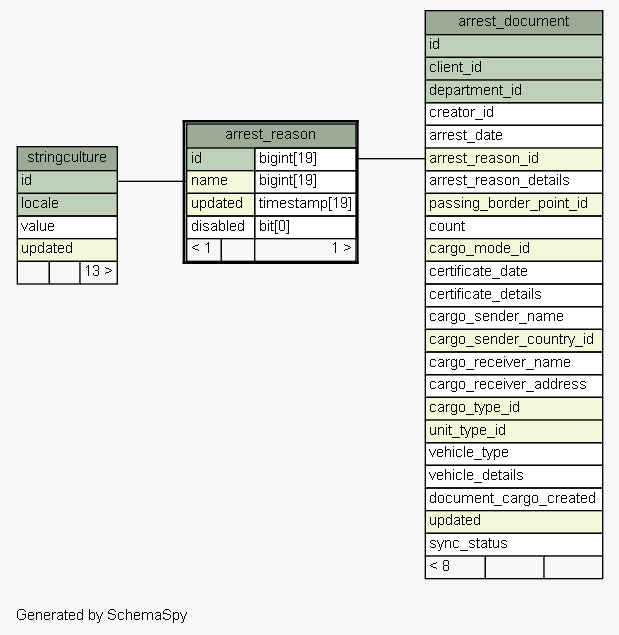 stringculture
id
locale
value
updated
13 >
arrest_reason
id bigint[19]
name bigint[19]
updated timestamp[19]
disabled bit[0]
< 1 1 >
arrest_document
id
client_id
department_id
creator_id
arrest_date
arrest_reason_id
arrest_reason_details
passing_border_point_id
count
cargo_mode_id
certificate_date
certificate_details
cargo_sender_name
cargo_sender_country_id
cargo_receiver_name
cargo_receiver_address
cargo_type_id
unit_type_id
vehicle_type
vehicle_details
document_cargo_created
updated
sync_status
< 8
Generated by SchemaSpy